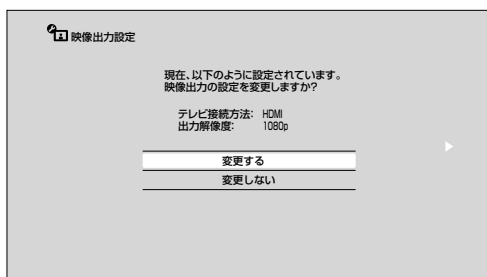 映像出力設定
現在、以下のように設定されています。
映像出力の設定を変更しますか?
テレビ接続方法: HDMI
出力解像度: 1080p
変更する
変更しない